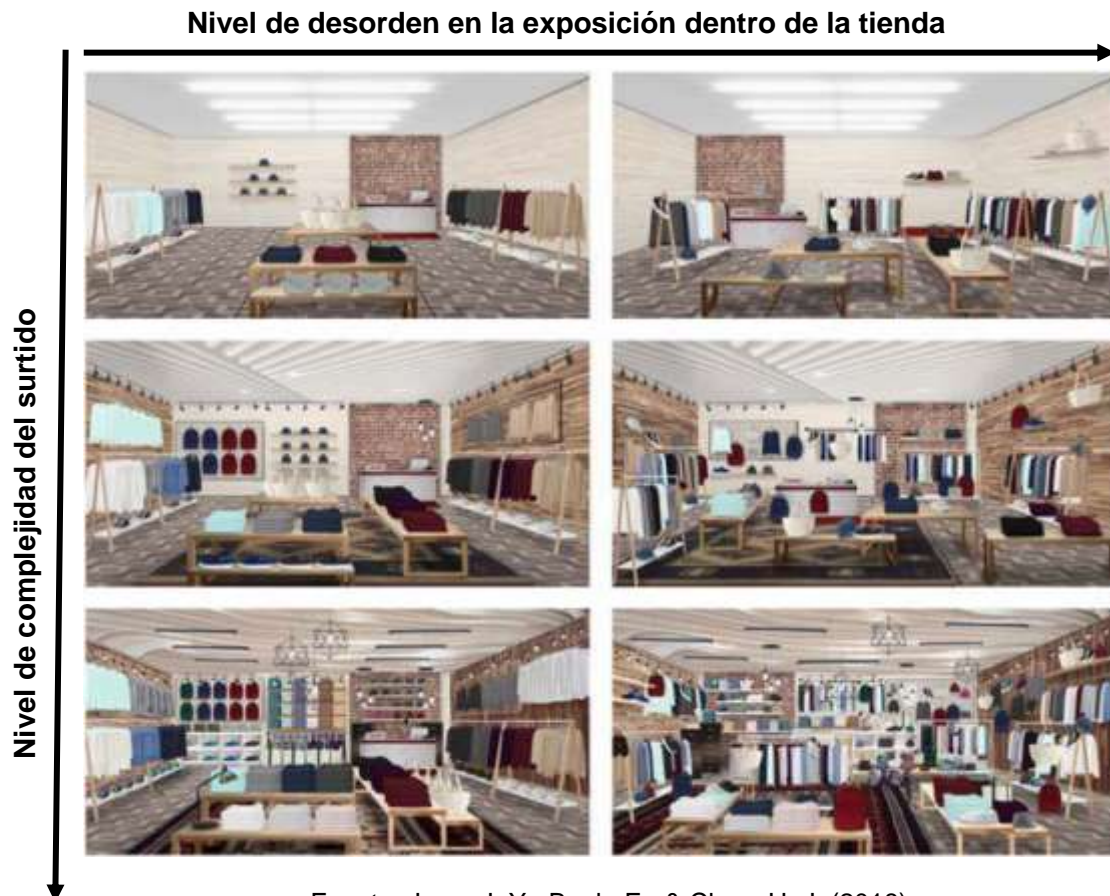 Nivel de desorden en la exposición dentro de la tienda
Nivel de complejidad del surtido
Fuente: Jang, J. Y., Baek, E., & Choo, H. J. (2018)